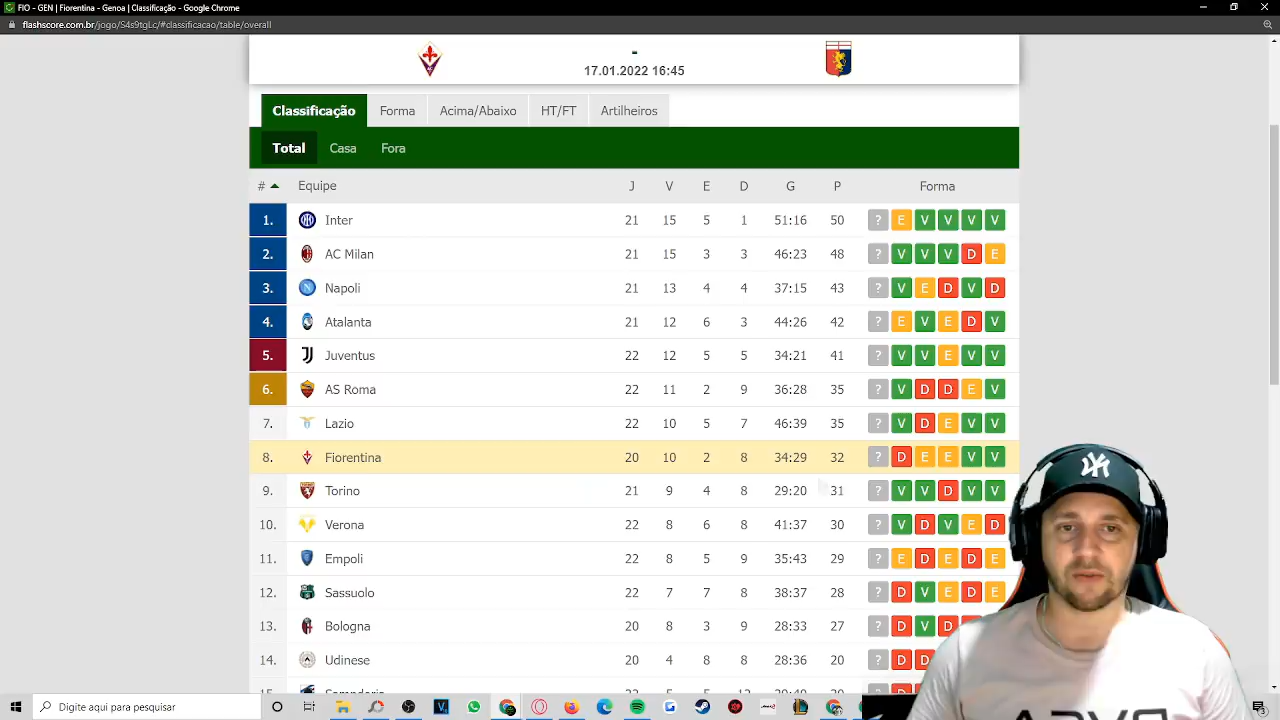 FIO - GEN | Fiorentina - Genoa | Classificação - Google Chrome
flashscore.com.br/jogo/S4s9tgLc/#classificacao/table/overall
-
17.01.2022 16:45
Classificação Forma Acima/Abaixo HT/FT Artilheiros
Total Casa Fora
# Equipe J V E D G P Forma
1. Inter 21 15 5 1 51:16 50 ? E V V V V
2. AC Milan 21 15 3 3 46:23 48 ? V V V D E
3. Napoli 21 13 4 4 37:15 43 ? V E D V D
4. Atalanta 21 12 6 3 44:26 42 ? E V E D V
5. Juventus 22 12 5 5 34:21 41 ? V V E V V
6. AS Roma 22 11 2 9 36:28 35 ? V D D E V
7. Lazio 22 10 5 7 46:39 35 ? V D E V V
8. Fiorentina 20 10 2 8 34:29 32 ? D E E V V
9. Torino 21 9 4 8 29:20 31 ? V V D V V
10. Verona 22 8 6 8 41:37 30 ? V D V E D
11. Empoli 22 8 5 9 35:43 29 ? E D E D E
12. Sassuolo 22 7 7 8 38:37 28 ? D V E D E
13. Bologna 20 8 3 9 28:33 27 ? D V D
14. Udinese 20 4 8 8 28:36 20 ? D D
Digite aqui para pesquisar